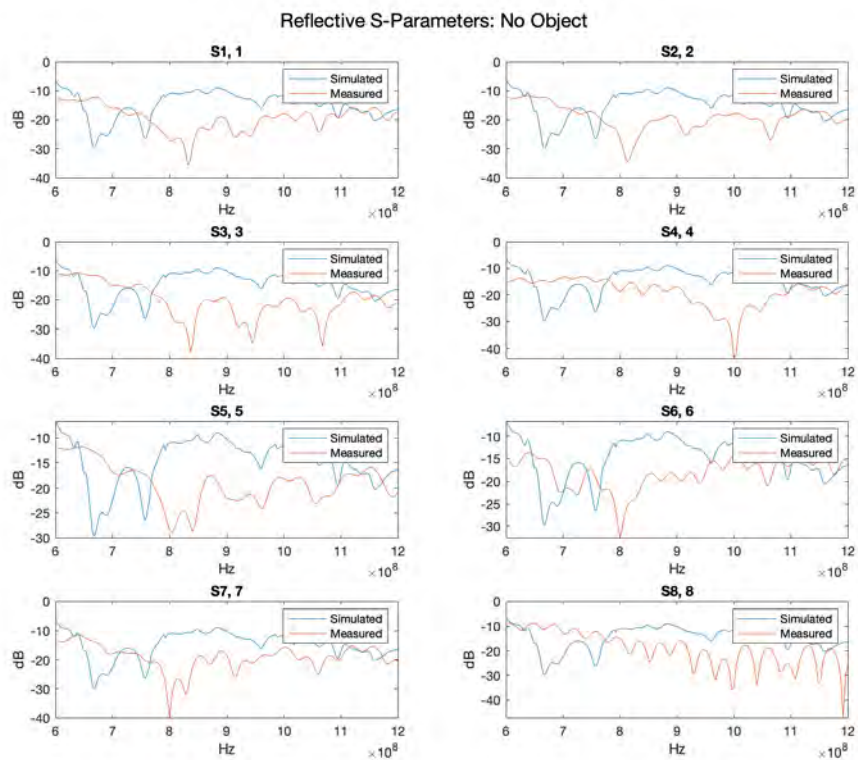 Reflective S-Parameters: No Object
S1, 1
0
-10
-20
-30
-40
dB
Simulated
Measured
6 7 8 9 10 11 12
Hz
×10^8
S2, 2
0
-10
-20
-30
-40
dB
Simulated
Measured
6 7 8 9 10 11 12
Hz
×10^8
S3, 3
0
-10
-20
-30
-40
dB
Simulated
Measured
6 7 8 9 10 11 12
Hz
×10^8
S4, 4
0
-10
-20
-30
-40
dB
Simulated
Measured
6 7 8 9 10 11 12
Hz
×10^8
S5, 5
-10
-15
-20
-25
-30
dB
Simulated
Measured
6 7 8 9 10 11 12
Hz
×10^8
S6, 6
-10
-15
-20
-25
-30
dB
Simulated
Measured
6 7 8 9 10 11 12
Hz
×10^8
S7, 7
0
-10
-20
-30
-40
dB
Simulated
Measured
6 7 8 9 10 11 12
Hz
×10^8
S8, 8
0
-10
-20
-30
-40
dB
Simulated
Measured
6 7 8 9 10 11 12
Hz
×10^8